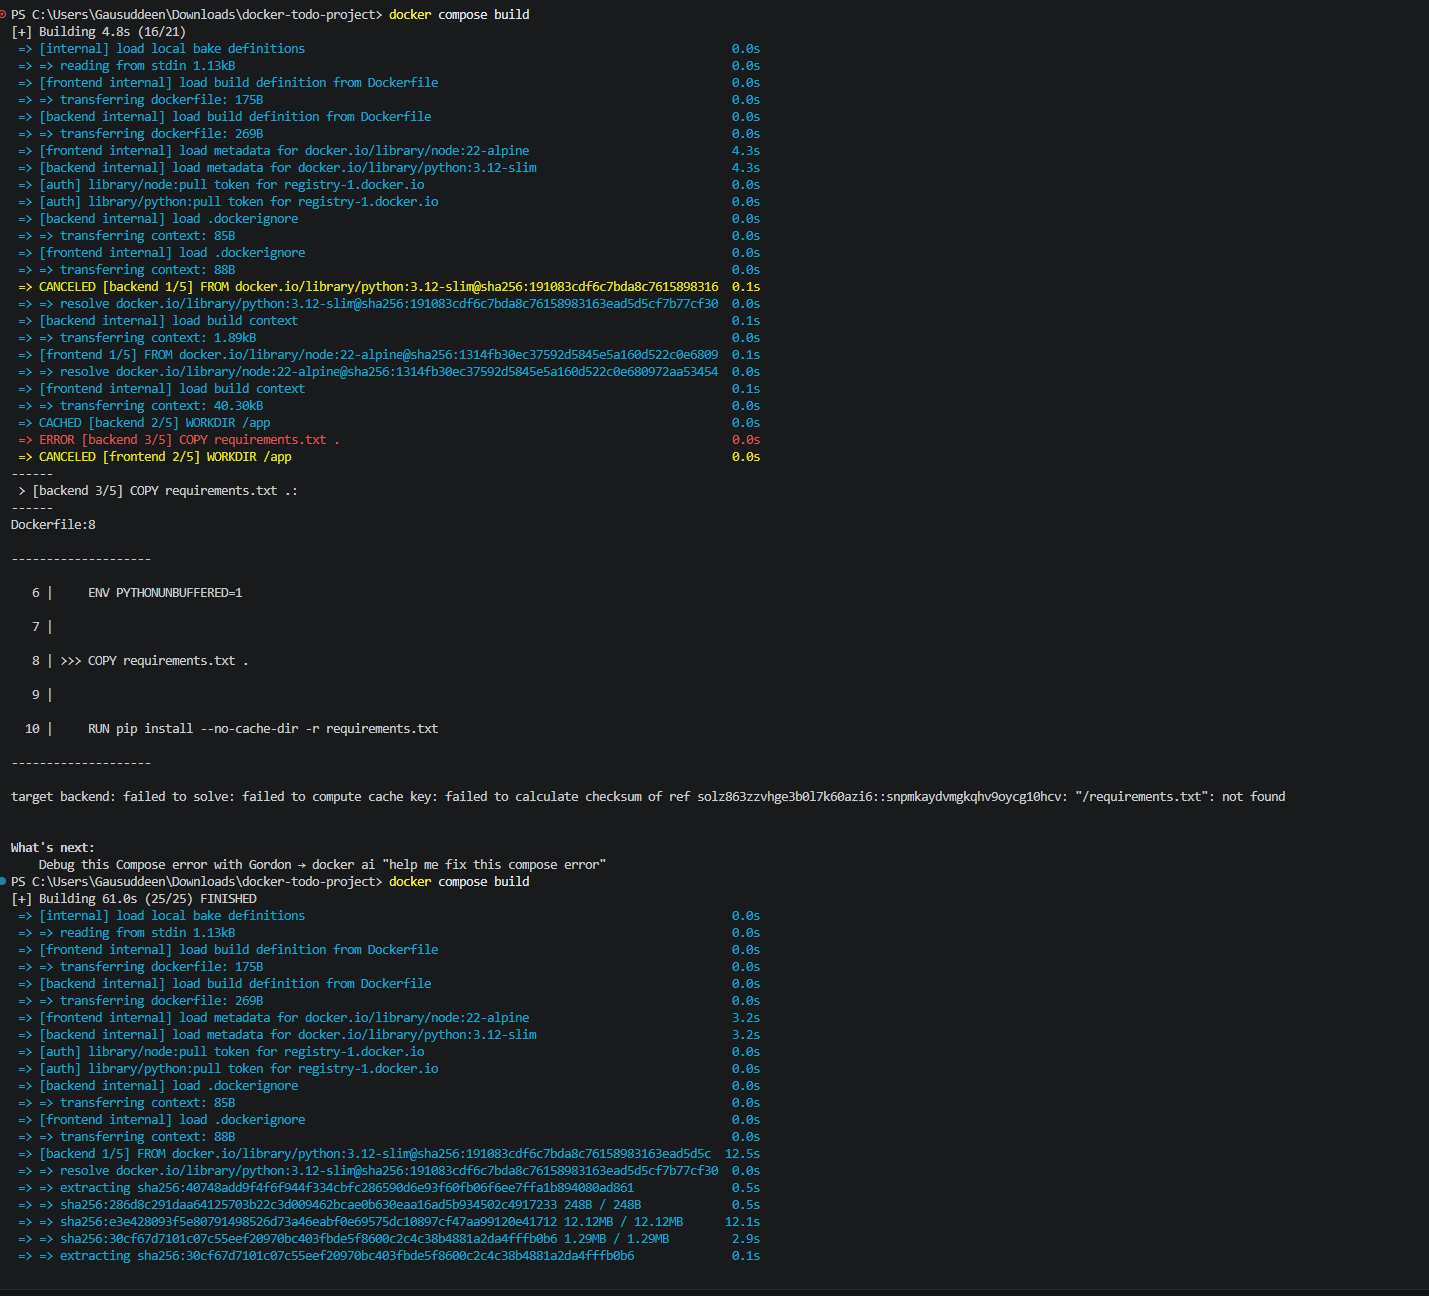 PS C:\Users\Gausuddeen\Downloads\docker-todo-project> docker compose build
[+] Building 4.8s (16/21)
=> [internal] load local bake definitions 0.0s
=> => reading from stdin 1.13kB 0.0s
=> [frontend internal] load build definition from Dockerfile 0.0s
=> => transferring dockerfile: 175B 0.0s
=> [backend internal] load build definition from Dockerfile 0.0s
=> => transferring dockerfile: 269B 0.0s
=> [frontend internal] load metadata for docker.io/library/node:22-alpine 4.3s
=> [backend internal] load metadata for docker.io/library/python:3.12-slim 4.3s
=> [auth] library/node:pull token for registry-1.docker.io 0.0s
=> [auth] library/python:pull token for registry-1.docker.io 0.0s
=> [backend internal] load .dockerignore 0.0s
=> => transferring context: 85B 0.0s
=> [frontend internal] load .dockerignore 0.0s
=> => transferring context: 88B 0.0s
=> CANCELED [backend 1/5] FROM docker.io/library/python:3.12-slim@sha256:191083cdf6c7bda8c7615898316 0.1s
=> => resolve docker.io/library/python:3.12-slim@sha256:191083cdf6c7bda8c76158983163ead5d5cf7b77cf30 0.0s
=> [backend internal] load build context 0.1s
=> => transferring context: 1.89kB 0.0s
=> [frontend 1/5] FROM docker.io/library/node:22-alpine@sha256:1314fb30ec37592d5845e5a160d522c0e6809 0.1s
=> => resolve docker.io/library/node:22-alpine@sha256:1314fb30ec37592d5845e5a160d522c0e680972aa53454 0.0s
=> [frontend internal] load build context 0.1s
=> => transferring context: 40.30kB 0.0s
=> CACHED [backend 2/5] WORKDIR /app 0.0s
=> ERROR [backend 3/5] COPY requirements.txt . 0.0s
=> CANCELED [frontend 2/5] WORKDIR /app 0.0s
------
> [backend 3/5] COPY requirements.txt .:
------
Dockerfile:8
--------------------
6 | ENV PYTHONUNBUFFERED=1
7 |
8 | >>> COPY requirements.txt .
9 |
10 | RUN pip install --no-cache-dir -r requirements.txt
--------------------
target backend: failed to solve: failed to compute cache key: failed to calculate checksum of ref solz863zzvhge3b0l7k60azi6::snpmkaydvmgkqhv9oycg10hcv: "/requirements.txt": not found
What's next:
Debug this Compose error with Gordon → docker ai "help me fix this compose error"
PS C:\Users\Gausuddeen\Downloads\docker-todo-project> docker compose build
[+] Building 61.0s (25/25) FINISHED
=> [internal] load local bake definitions 0.0s
=> => reading from stdin 1.13kB 0.0s
=> [frontend internal] load build definition from Dockerfile 0.0s
=> => transferring dockerfile: 175B 0.0s
=> [backend internal] load build definition from Dockerfile 0.0s
=> => transferring dockerfile: 269B 0.0s
=> [frontend internal] load metadata for docker.io/library/node:22-alpine 3.2s
=> [backend internal] load metadata for docker.io/library/python:3.12-slim 3.2s
=> [auth] library/node:pull token for registry-1.docker.io 0.0s
=> [auth] library/python:pull token for registry-1.docker.io 0.0s
=> [backend internal] load .dockerignore 0.0s
=> => transferring context: 85B 0.0s
=> [frontend internal] load .dockerignore 0.0s
=> => transferring context: 88B 0.0s
=> [backend 1/5] FROM docker.io/library/python:3.12-slim@sha256:191083cdf6c7bda8c76158983163ead5d5c 12.5s
=> => resolve docker.io/library/python:3.12-slim@sha256:191083cdf6c7bda8c76158983163ead5d5cf7b77cf30 0.0s
=> => extracting sha256:40748add9f4f6f944f334cbfc286590d6e93f60fb06f6ee7ffa1b894080ad861 0.5s
=> => sha256:286d8c291daa64125703b22c3d009462bcae0b630eaa16ad5b934502c4917233 248B / 248B 0.5s
=> => sha256:e3e428093f5e80791498526d73a46eabf0e69575dc10897cf47aa99120e41712 12.12MB / 12.12MB 12.1s
=> => sha256:30cf67d7101c07c55eef20970bc403fbde5f8600c2c4c38b4881a2da4fffb0b6 1.29MB / 1.29MB 2.9s
=> => extracting sha256:30cf67d7101c07c55eef20970bc403fbde5f8600c2c4c38b4881a2da4fffb0b6 0.1s